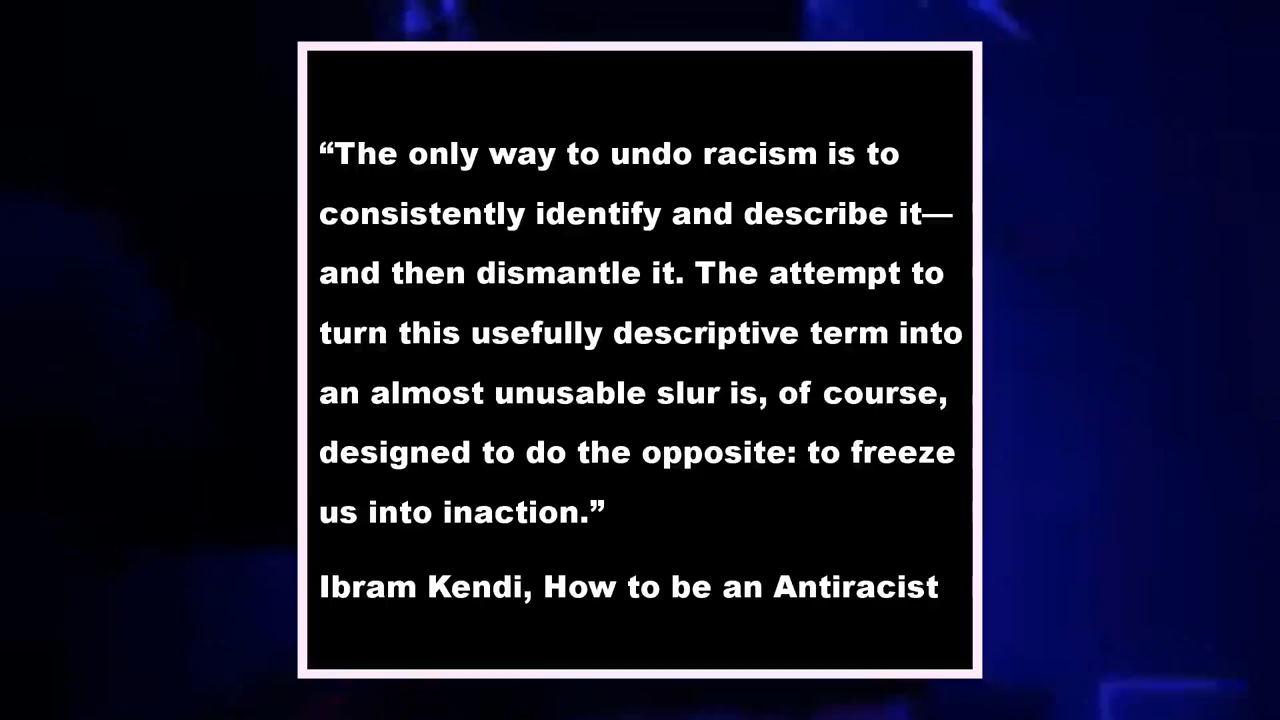 “The only way to undo racism is to
consistently identify and describe it—
and then dismantle it. The attempt to
turn this usefully descriptive term into
an almost unusable slur is, of course,
designed to do the opposite: to freeze
us into inaction.”
Ibram Kendi, How to be an Antiracist